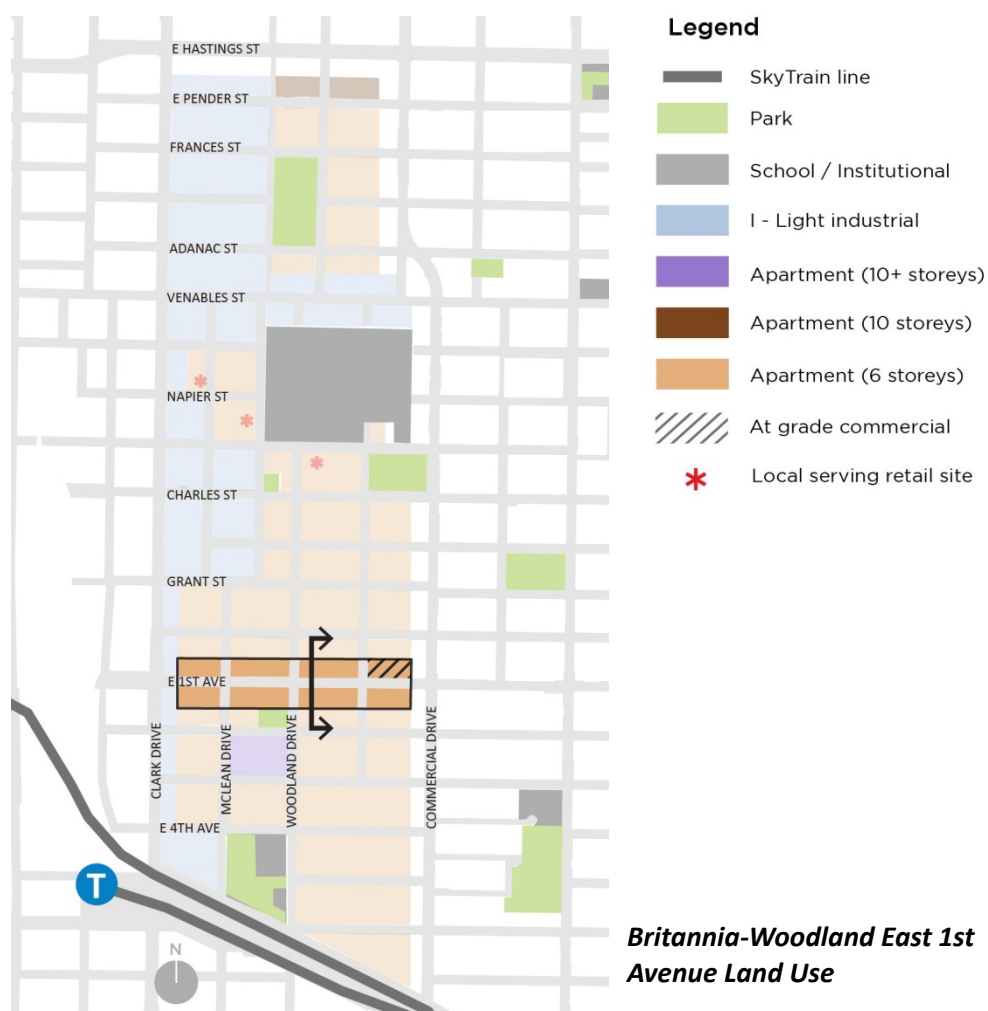 E HASTINGS ST
E PENDER ST
FRANCES ST
ADANAC ST
VENABLES ST
NAPIER ST
CHARLES ST
GRANT ST
E 1ST AVE
CLARK DRIVE
MCLEAN DRIVE
WOODLAND DRIVE
COMMERCIAL DRIVE
E 4TH AVE
T
N
Legend
SkyTrain line
Park
School / Institutional
I - Light industrial
Apartment (10+ storeys)
Apartment (10 storeys)
Apartment (6 storeys)
At grade commercial
Local serving retail site
Britannia-Woodland East 1st
Avenue Land Use